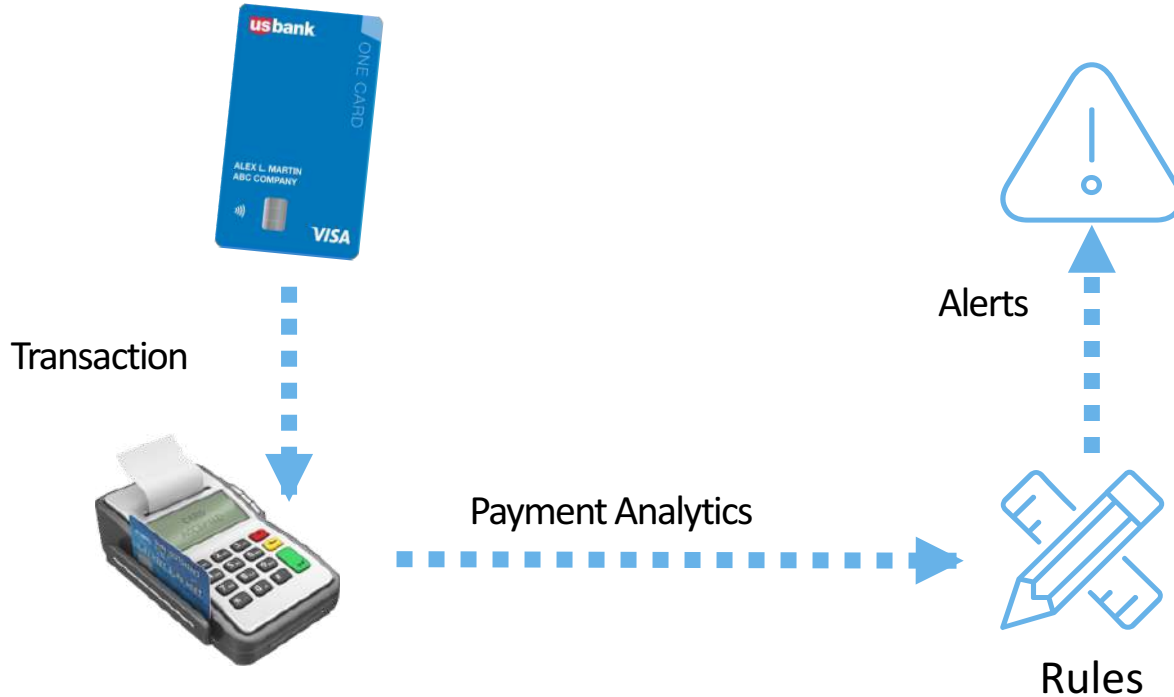 usbank
ONE CARD
ALEX L. MARTIN
ABC COMPANY
VISA
Transaction
Alerts
Payment Analytics
Rules